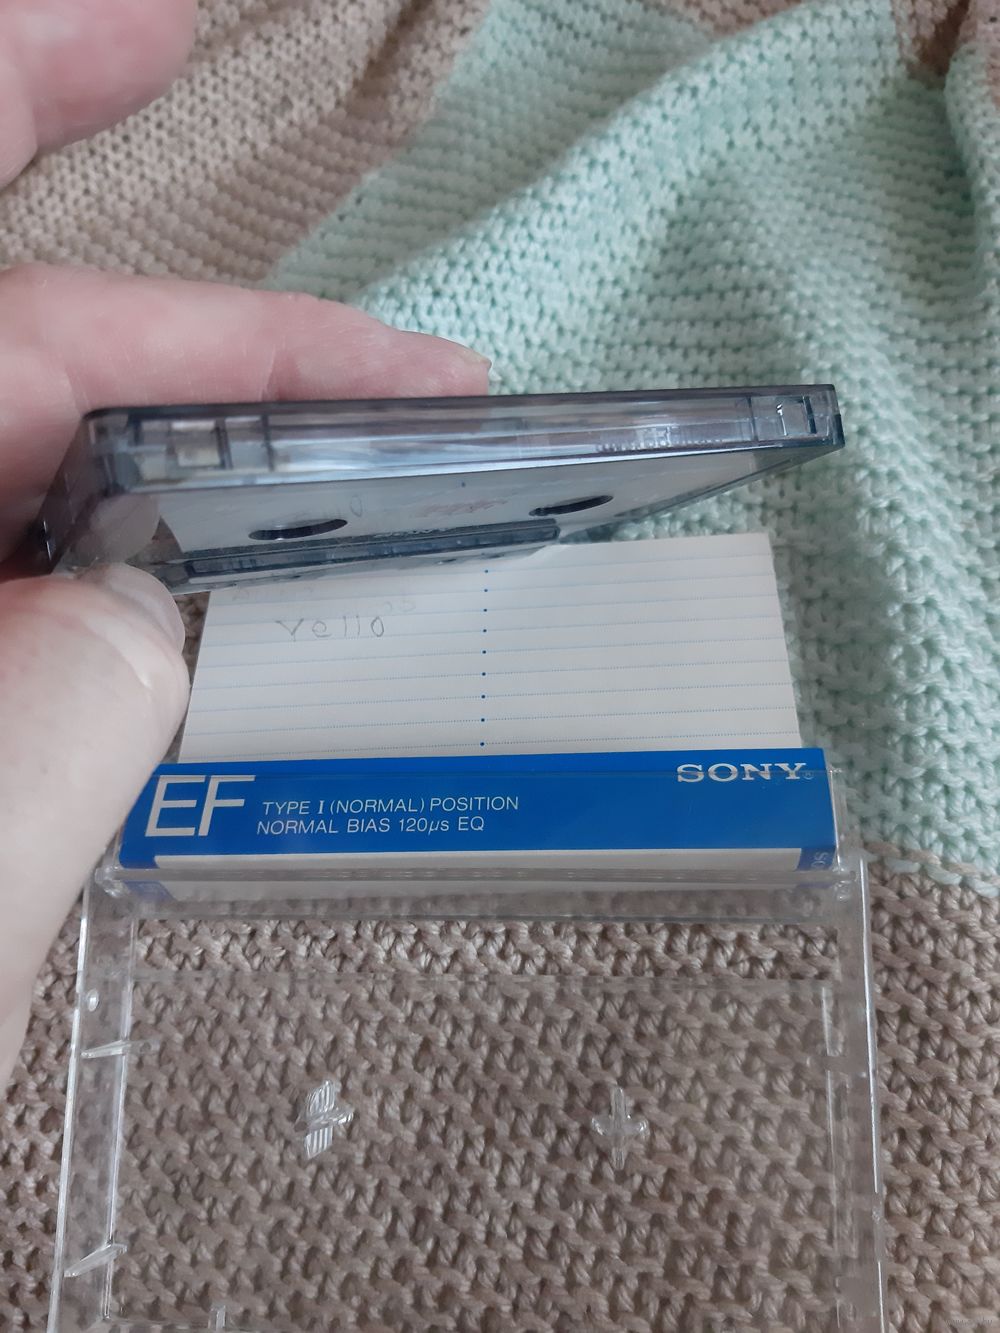 Yello
SONY
EF
TYPE I (NORMAL) POSITION
NORMAL BIAS 120µs EQ